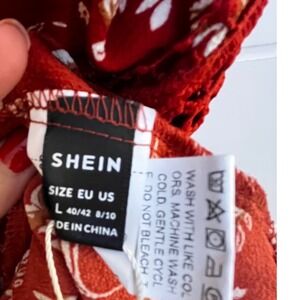 SHEIN
SIZE EU US
L 40/42 8/10
DE IN CHINA
WASH WITH LIKE COL
ORS. MACHINE WASH
COLD, GENTLE CYCL
DO NOT BLEACH